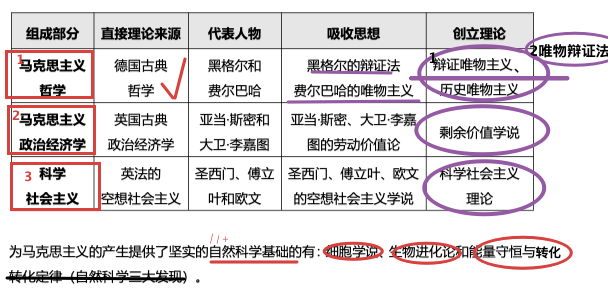 组成部分 直接理论来源 代表人物 吸收思想 创立理论
1 马克思主义 德国古典 黑格尔和 黑格尔的辩证法 1 辩证唯物主义、 2唯物辩证法
哲学 哲学 费尔巴哈 费尔巴哈的唯物主义 历史唯物主义
2 马克思主义 英国古典 亚当·斯密和 亚当·斯密、大卫·李嘉 剩余价值学说
政治经济学 政治经济学 大卫·李嘉图 图的劳动价值论
3 科学 英法的 圣西门、傅立 圣西门、傅立叶、欧文 科学社会主义
社会主义 空想社会主义 叶和欧文 的空想社会主义学说 理论
为马克思主义的产生提供了坚实的自然科学基础的有：细胞学说、生物进化论和能量守恒与转化
转化定律（自然科学三大发现）。